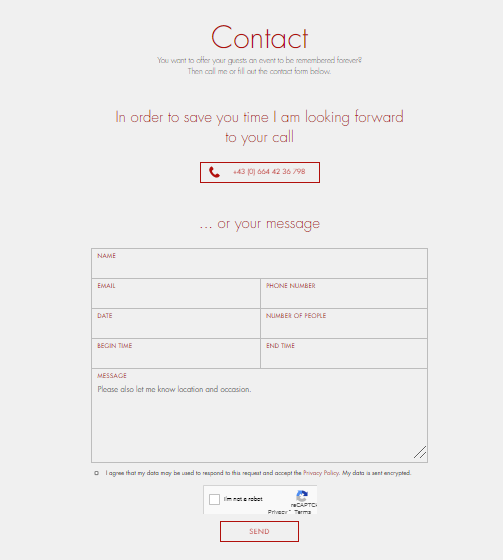 Contact
You want to offer your guests an event to be remembered forever?
Then call me or fill out the contact form below.
In order to save you time I am looking forward
to your call
+43 (0) 664 42 36 798
... or your message
NAME
EMAIL
PHONE NUMBER
DATE
NUMBER OF PEOPLE
BEGIN TIME
END TIME
MESSAGE
Please also let me know location and occasion.
I agree that my data may be used to respond to this request and accept the Privacy Policy. My data is sent encrypted.
I'm not a robot
reCAPTC
Privacy - Terms
SEND